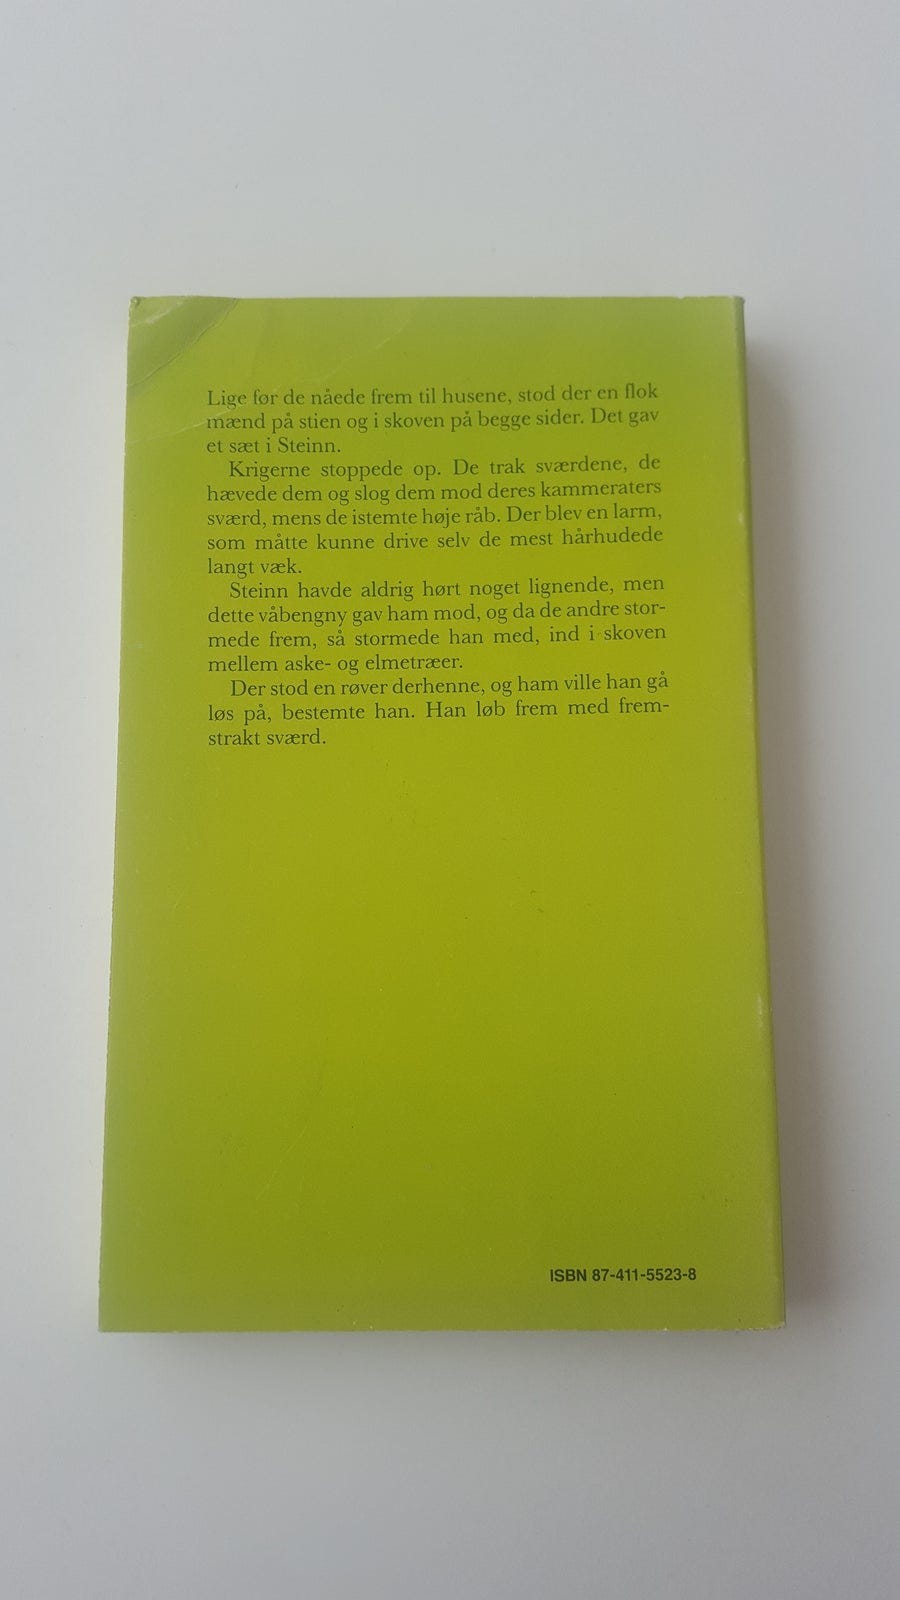 Lige før de nåede frem til husene, stod der en flok
mænd på stien og i skoven på begge sider. Det gav
et sæt i Steinn.
Krigerne stoppede op. De trak sværdene, de
hævede dem og slog dem mod deres kammeraters
sværd, mens de istemte høje råb. Der blev en larm,
som måtte kunne drive selv de mest hårhudede
langt væk.
Steinn havde aldrig hørt noget lignende, men
dette våbengny gav ham mod, og da de andre stor-
mede frem, så stormede han med, ind i skoven
mellem aske- og elmetræer.
Der stod en røver derhenne, og ham ville han gå
løs på, bestemte han. Han løb frem med frem-
strakt sværd.
ISBN 87-411-5523-8